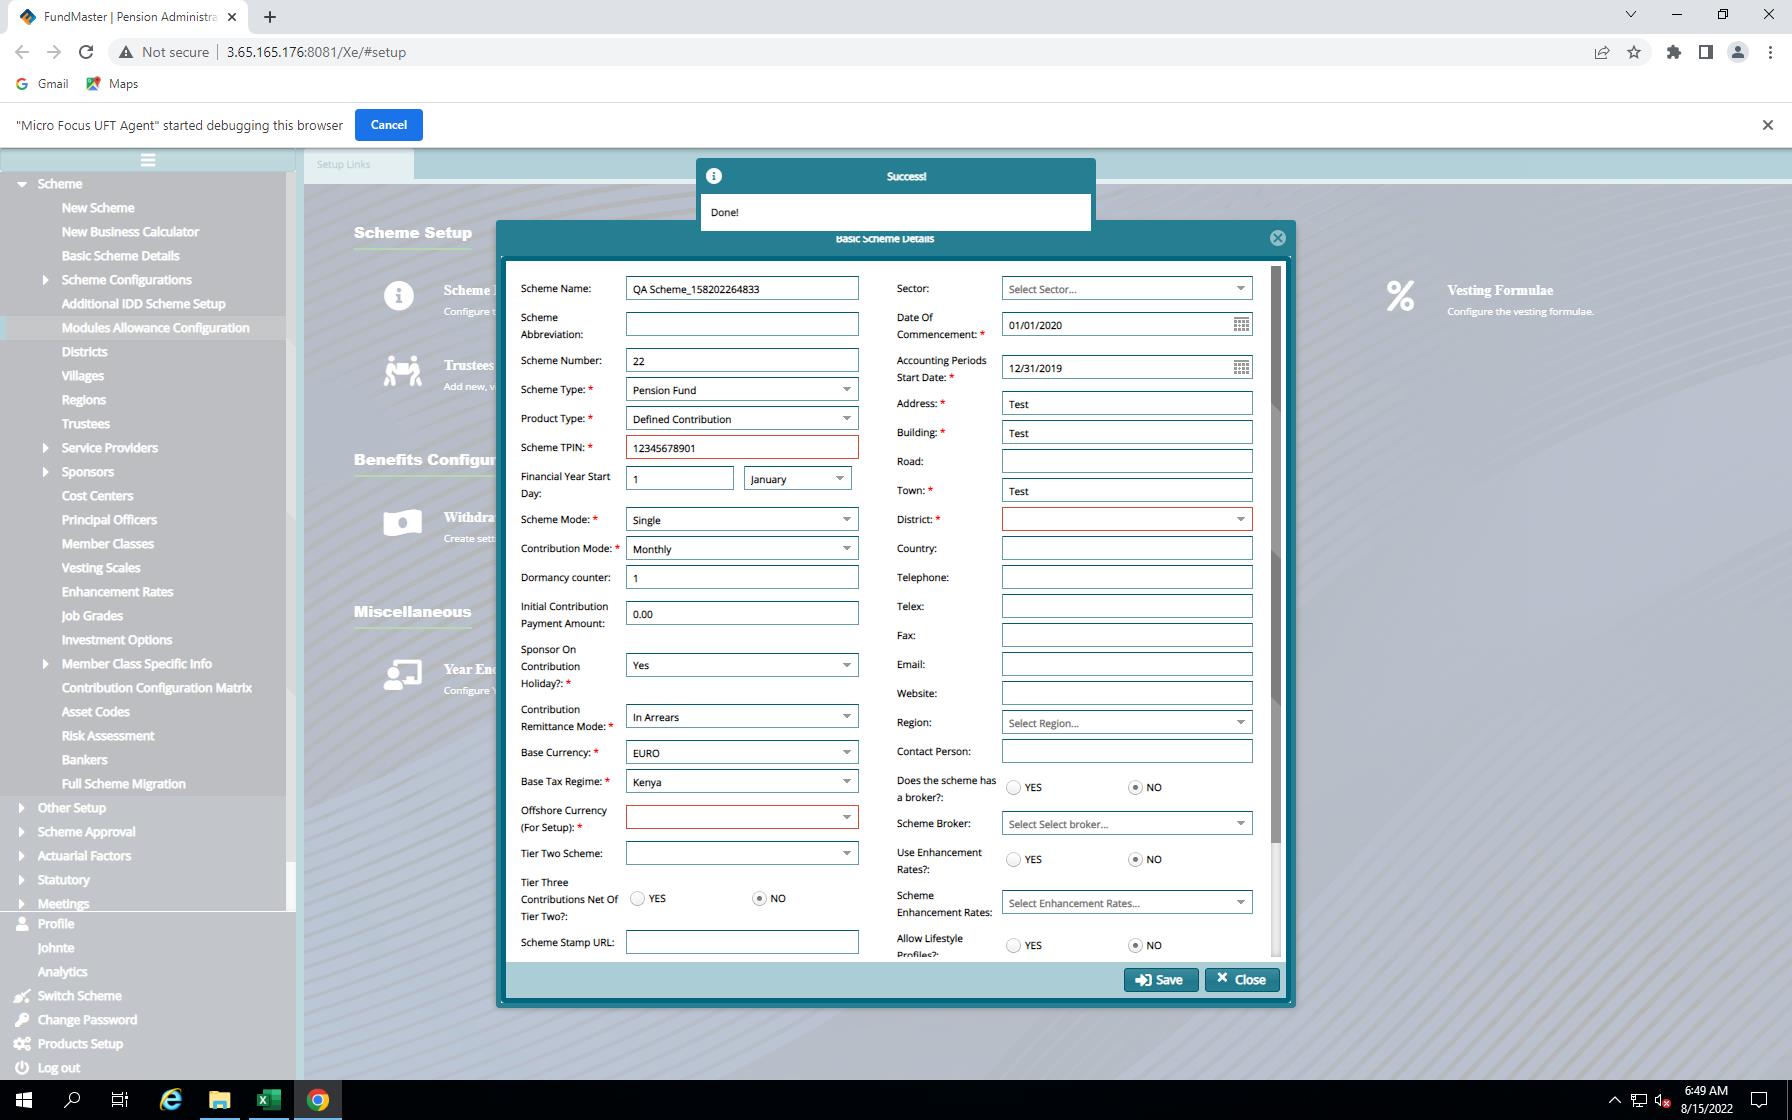 FundMaster | Pension Administra
Not secure
3.65.165.176:8081/Xe/#setup
Gmail
Maps
"Micro Focus UFT Agent" started debugging this browser
Cancel
Setup Links
Success!
Done!
Scheme
New Scheme
New Business Calculator
Basic Scheme Details
Scheme Configurations
Additional IDD Scheme Setup
Modules Allowance Configuration
Districts
Villages
Regions
Trustees
Service Providers
Sponsors
Cost Centers
Principal Officers
Member Classes
Vesting Scales
Enhancement Rates
Job Grades
Investment Options
Member Class Specific Info
Contribution Configuration Matrix
Asset Codes
Risk Assessment
Bankers
Full Scheme Migration
Other Setup
Scheme Approval
Actuarial Factors
Statutory
Meetings
Profile
Johnte
Analytics
Switch Scheme
Change Password
Products Setup
Log out
Scheme Setup
Scheme
Configure t
Trustees
Add new, v
Benefits Configur
Withdra
Create sett
Miscellaneous
Year En
Configure
Vesting Formulae
Configure the vesting formulae.
Basic Scheme Details
Scheme Name: QA Scheme_158202264833
Scheme
Abbreviation:
Scheme Number: 22
Scheme Type: * Pension Fund
Product Type: * Defined Contribution
Scheme TPIN: * 12345678901
Financial Year Start
Day: 1 January
Scheme Mode: * Single
Contribution Mode: * Monthly
Dormancy counter: 1
Initial Contribution
Payment Amount: 0.00
Sponsor On
Contribution
Holiday?: * Yes
Contribution
Remittance Mode: * In Arrears
Base Currency: * EURO
Base Tax Regime: * Kenya
Offshore Currency
(For Setup): *
Tier Two Scheme:
Tier Three
Contributions Net Of
Tier Two?: YES NO
Scheme Stamp URL:
Sector: Select Sector...
Date Of
Commencement: * 01/01/2020
Accounting Periods
Start Date: * 12/31/2019
Address: * Test
Building: * Test
Road:
Town: * Test
District: *
Country:
Telephone:
Telex:
Fax:
Email:
Website:
Region: Select Region...
Contact Person:
Does the scheme has
a broker?: YES NO
Scheme Broker: Select Select broker...
Use Enhancement
Rates?: YES NO
Scheme
Enhancement Rates: Select Enhancement Rates...
Allow Lifestyle
Profiles?: YES NO
Save
Close
6:49 AM
8/15/2022